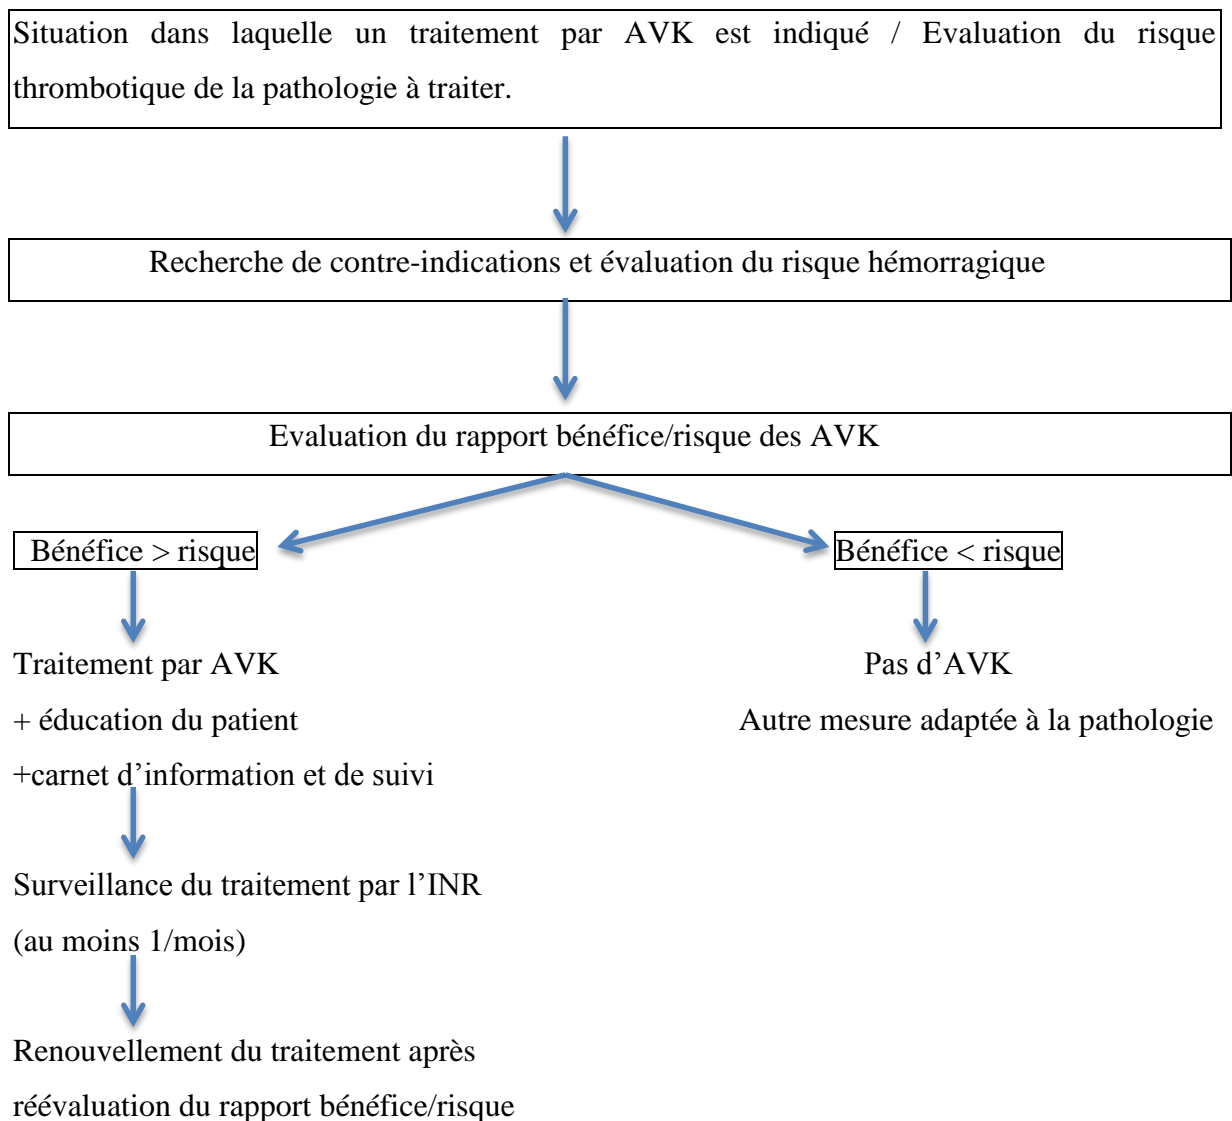 Situation dans laquelle un traitement par AVK est indiqué / Evaluation du risque
thrombotique de la pathologie à traiter.
Recherche de contre-indications et évaluation du risque hémorragique
Evaluation du rapport bénéfice/risque des AVK
Bénéfice > risque
Bénéfice < risque
Traitement par AVK
+ éducation du patient
+carnet d’information et de suivi
Pas d’AVK
Autre mesure adaptée à la pathologie
Surveillance du traitement par l’INR
(au moins 1/mois)
Renouvellement du traitement après
réévaluation du rapport bénéfice/risque